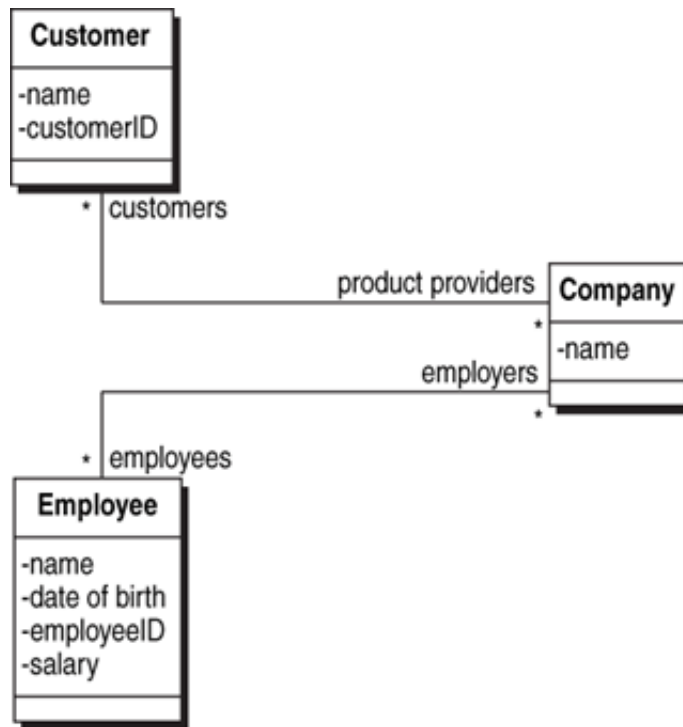 Customer
-name
-customerID
* customers
product providers
*
Company
-name
employers
*
* employees
Employee
-name
-date of birth
-employeeID
-salary